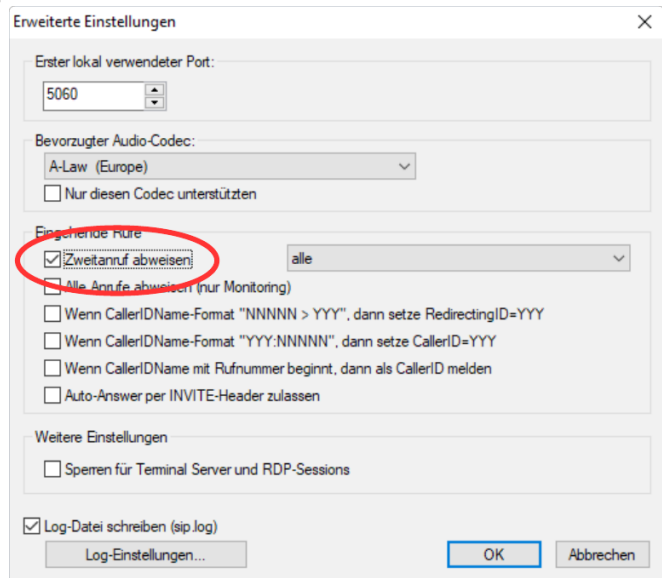 Erweiterte Einstellungen
Erster lokal verwendeter Port:
5060
Bevorzugter Audio-Codec:
A-Law (Europe)
Nur diesen Codec unterstützten
Eingehende Rufe
Zweitanruf abweisen
alle
Alle Anrufe abweisen (nur Monitoring)
Wenn CallerIDName-Format "NNNNN > YYY", dann setze RedirectingID=YYY
Wenn CallerIDName-Format "YYY:NNNNN", dann setze CallerID=YYY
Wenn CallerIDName mit Rufnummer beginnt, dann als CallerID melden
Auto-Answer per INVITE-Header zulassen
Weitere Einstellungen
Sperren für Terminal Server und RDP-Sessions
Log-Datei schreiben (sip.log)
Log-Einstellungen...
OK
Abbrechen